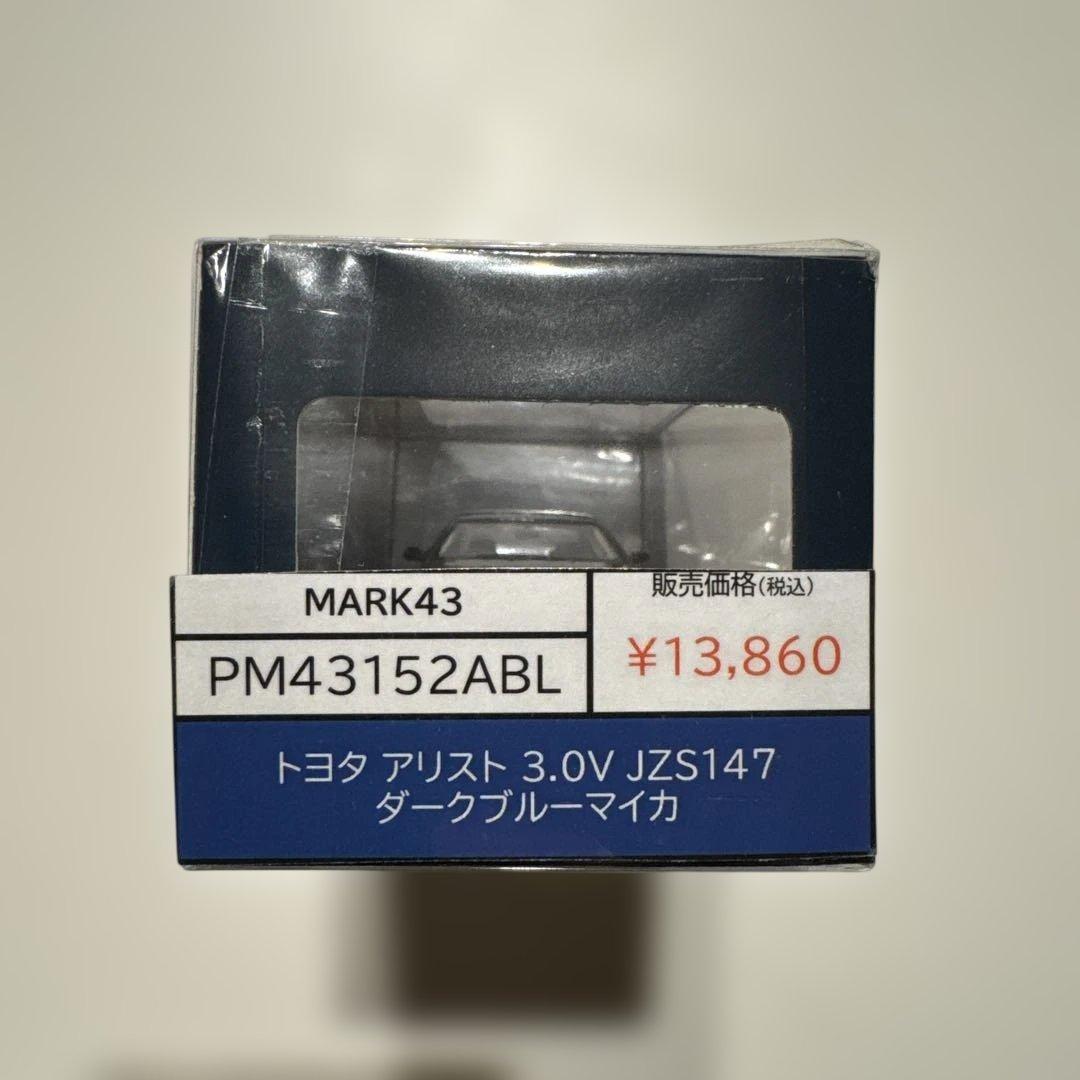 MARK43
販売価格(税込)
PM43152ABL
¥13,860
トヨタ アリスト 3.0V JZS147
ダークブルーマイカ